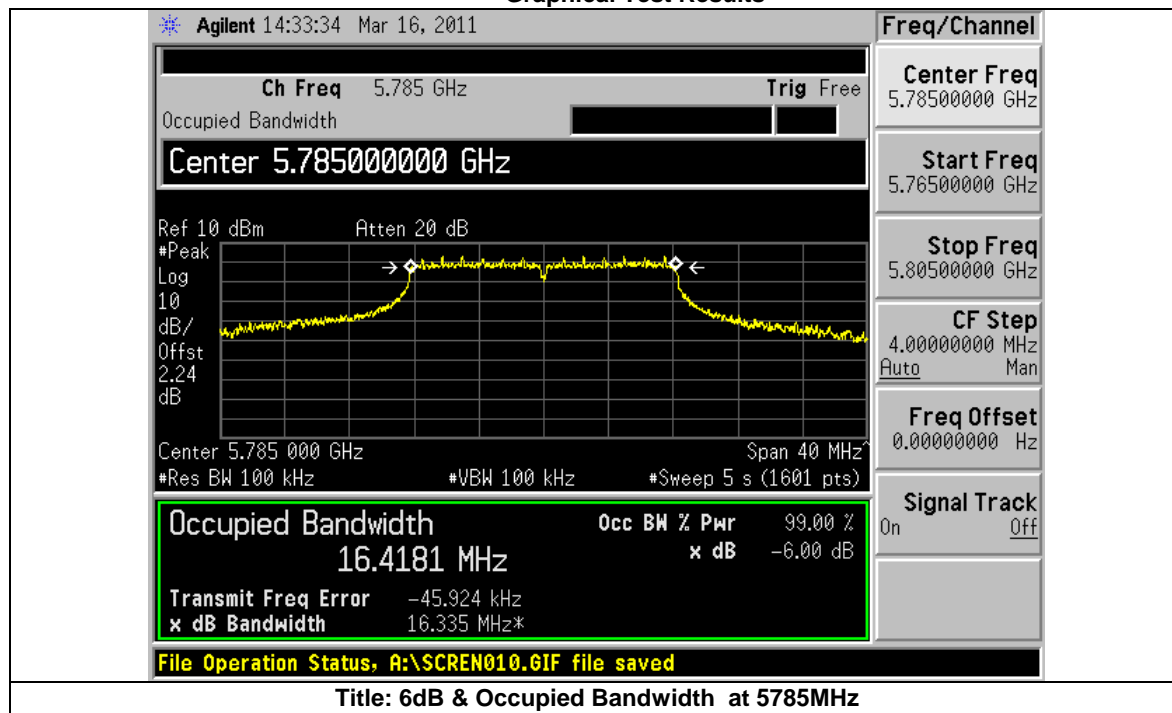 Graphical Test Results
Agilent 14:33:34 Mar 16, 2011
Freq/Channel
Ch Freq 5.785 GHz Trig Free
Occupied Bandwidth
Center 5.785000000 GHz
Ref 10 dBm Atten 20 dB
#Peak
Log
10
dB/
Offst
2.24
dB
Center 5.785 000 GHz Span 40 MHz^
#Res BW 100 kHz #VBW 100 kHz #Sweep 5 s (1601 pts)
Occupied Bandwidth Occ BW % Pwr 99.00 %
16.4181 MHz x dB -6.00 dB
Transmit Freq Error -45.924 kHz
x dB Bandwidth 16.335 MHz*
File Operation Status, A:\SCREN010.GIF file saved
Center Freq
5.78500000 GHz
Start Freq
5.76500000 GHz
Stop Freq
5.80500000 GHz
CF Step
4.00000000 MHz
Auto Man
Freq Offset
0.00000000 Hz
Signal Track
On Off
Title: 6dB & Occupied Bandwidth at 5785MHz